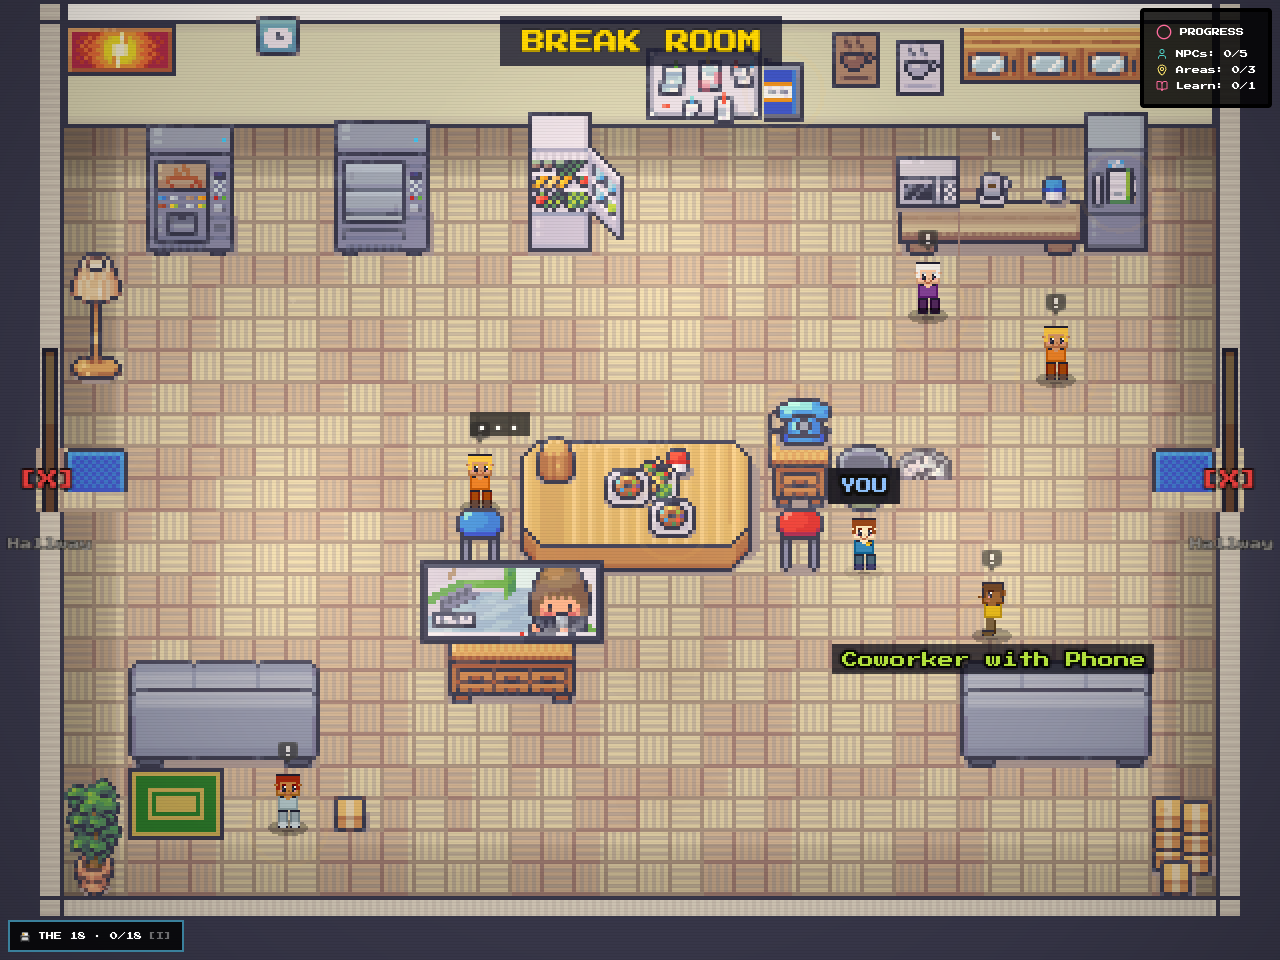 BREAK ROOM
PROGRESS
NPCs: 0/5
Areas: 0/3
Learn: 0/1
!
!
...
[X]
[X]
YOU
Hallway
Hallway
!
Coworker with Phone
!
THE 18 · 0/18 [I]